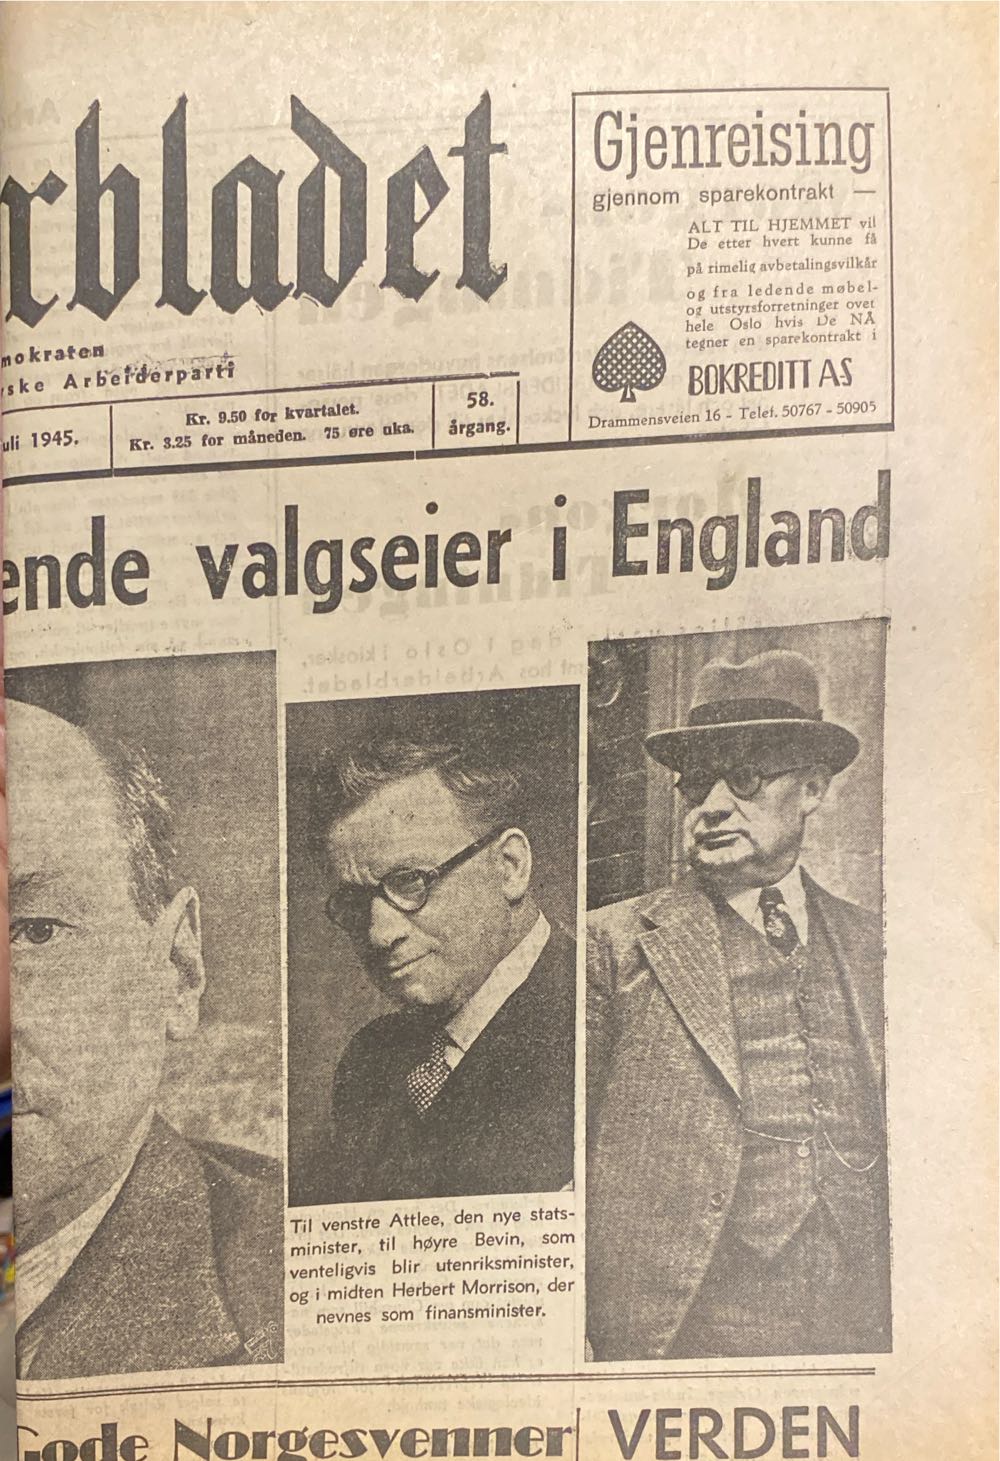 rbladet
mokraten
ske Arbeiderparti
uli 1945.
Kr. 9.50 for kvartalet.
Kr. 3.25 for måneden. 75 øre uka.
58.
årgang.
Gjenreising
gjennom sparekontrakt —
ALT TIL HJEMMET vil
De etter hvert kunne få
på rimelig avbetalingsvilkår
og fra ledende møbel-
og utstyrsforretninger over
hele Oslo hvis De NÅ
tegner en sparekontrakt i
BOKREDITT AS
Drammensveien 16 - Telef. 50767 - 50905
ende valgseier i England
Til venstre Attlee, den nye stats-
minister, til høyre Bevin, som
venteligvis blir utenriksminister,
og i midten Herbert Morrison, der
nevnes som finansminister.
Gode Norgesvenner
VERDEN